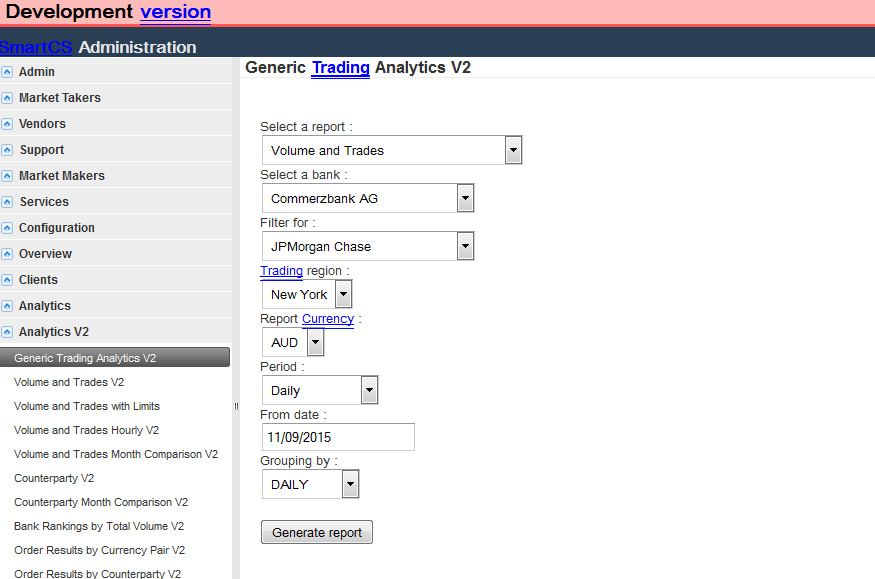 Development version
SmartCS Administration
Admin
Market Takers
Vendors
Support
Market Makers
Services
Configuration
Overview
Clients
Analytics
Analytics V2
Generic Trading Analytics V2
Volume and Trades V2
Volume and Trades with Limits
Volume and Trades Hourly V2
Volume and Trades Month Comparison V2
Counterparty V2
Counterparty Month Comparison V2
Bank Rankings by Total Volume V2
Order Results by Currency Pair V2
Order Results by Counterparty V2
Generic Trading Analytics V2
Select a report :
Volume and Trades
Select a bank :
Commerzbank AG
Filter for :
JPMorgan Chase
Trading region :
New York
Report Currency :
AUD
Period :
Daily
From date :
11/09/2015
Grouping by :
DAILY
Generate report